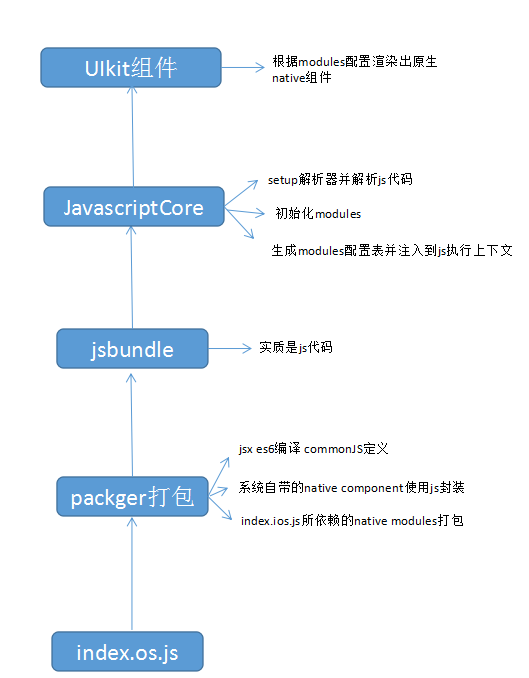 UIkit组件
根据modules配置渲染出原生
native组件
JavascriptCore
setup解析器并解析js代码
初始化modules
生成modules配置表并注入到js执行上下文
jsbundle
实质是js代码
packger打包
jsx es6编译 commonJS定义
系统自带的native component使用js封装
index.ios.js所依赖的native modules打包
index.os.js